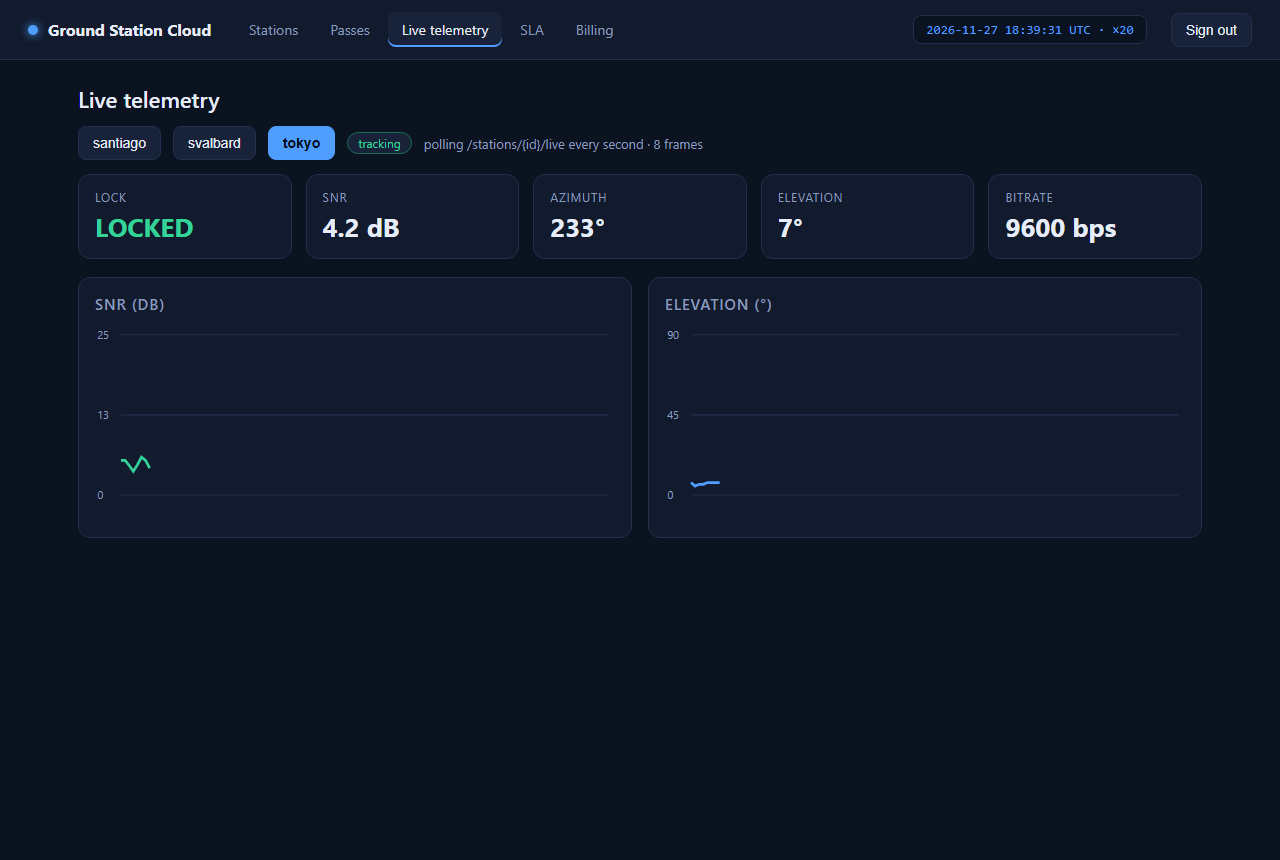 Ground Station Cloud Stations Passes Live telemetry SLA Billing 2026-11-27 18:39:31 UTC · ×20 Sign out
Live telemetry
santiago svalbard tokyo tracking polling /stations/{id}/live every second · 8 frames
LOCK SNR AZIMUTH ELEVATION BITRATE
LOCKED 4.2 dB 233° 7° 9600 bps
SNR (DB)
25
13
0
ELEVATION (°)
90
45
0